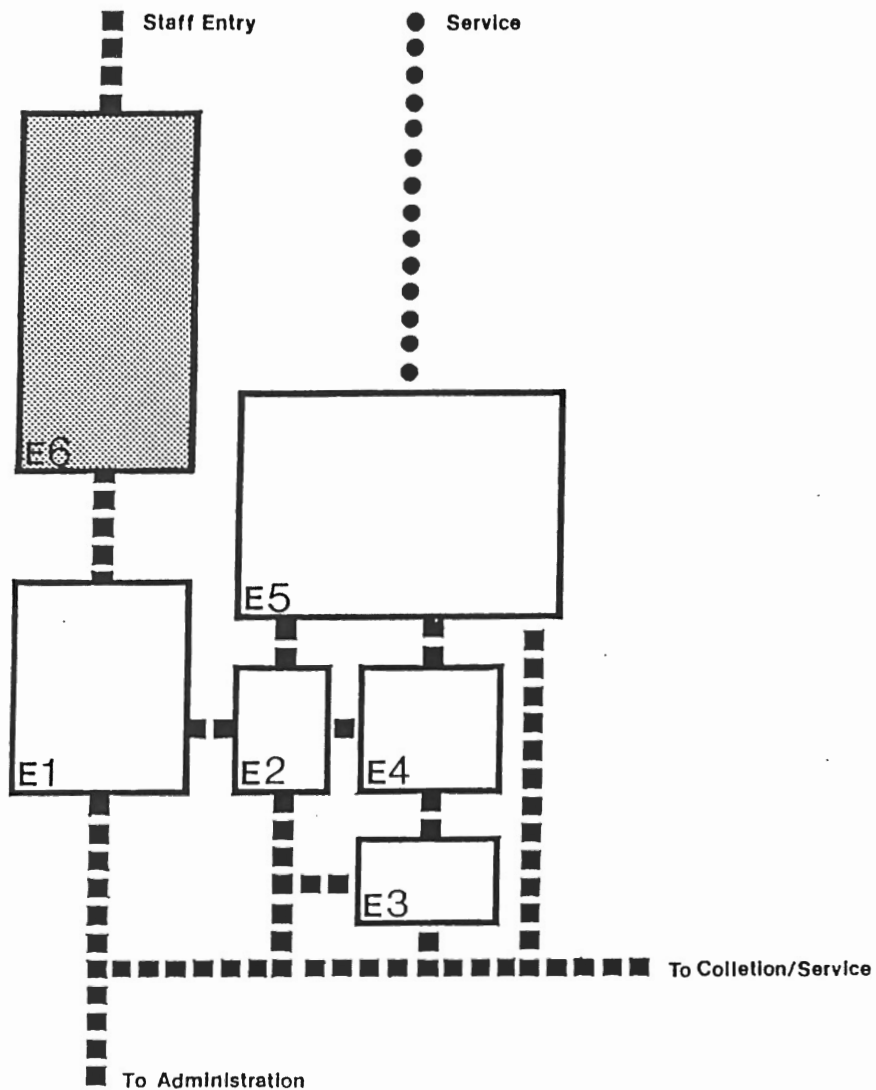 Staff Entry
Service
E6
E5
E1
E2
E4
E3
To Colletion/Service
To Administration